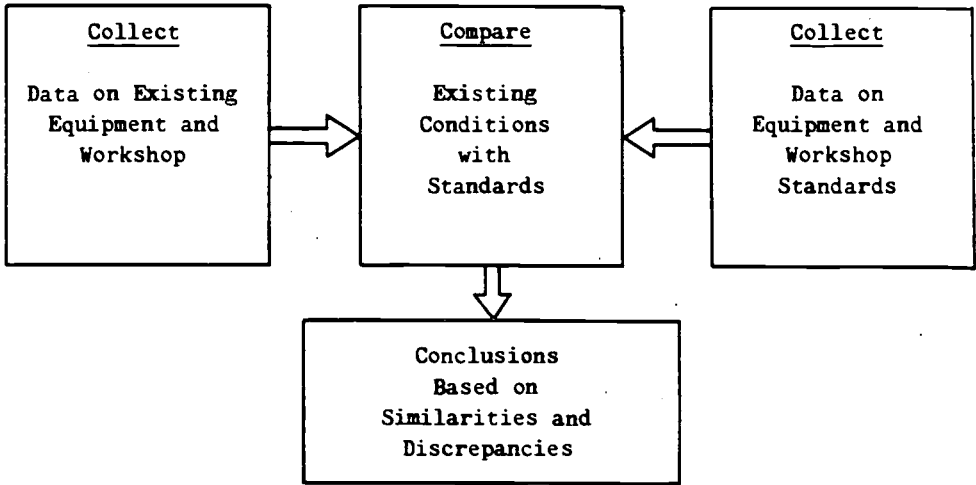 Collect
Data on Existing
Equipment and
Workshop
Compare
Existing
Conditions
with
Standards
Collect
Data on
Equipment and
Workshop
Standards
Conclusions
Based on
Similarities and
Discrepancies